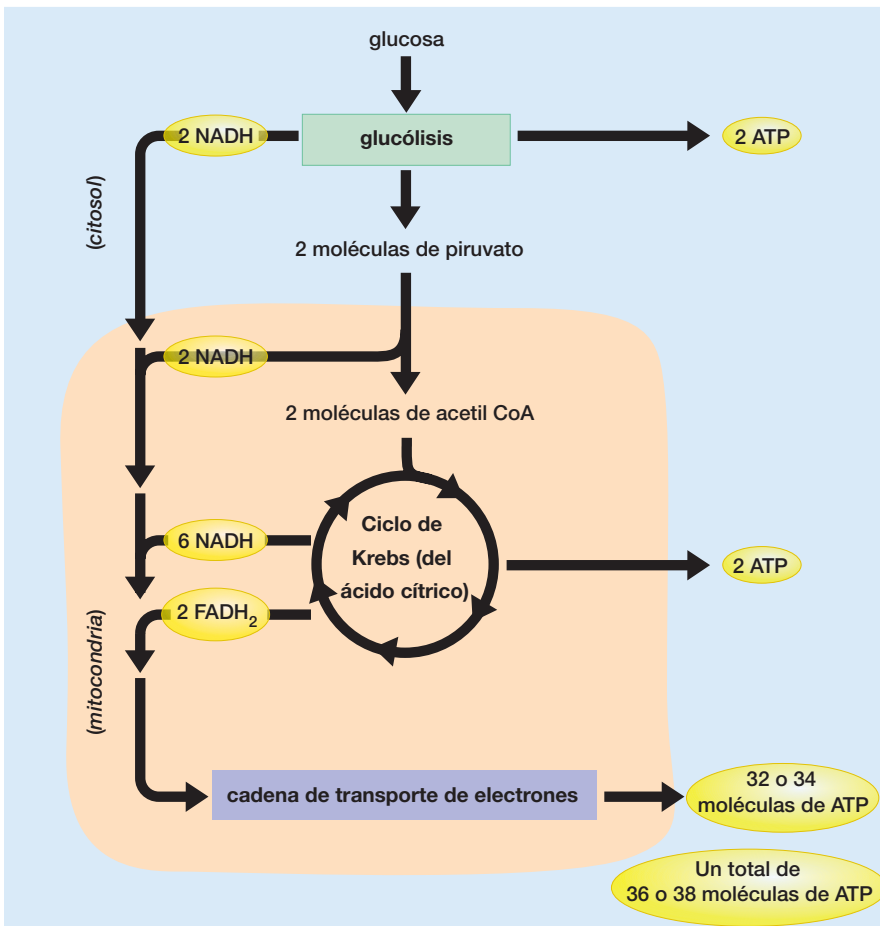 glucosa
2 NADH
glucólisis
2 ATP
(citosol)
2 moléculas de piruvato
2 NADH
2 moléculas de acetil CoA
Ciclo de
Krebs (del
ácido cítrico)
6 NADH
2 ATP
2 FADH₂
(mitocondria)
cadena de transporte de electrones
32 o 34
moléculas de ATP
Un total de
36 o 38 moléculas de ATP